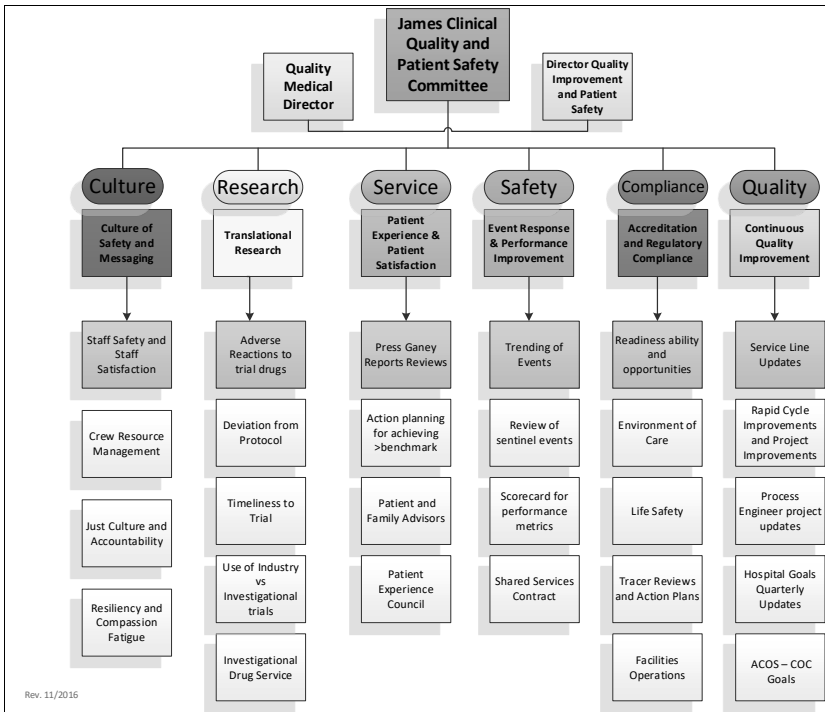 James Clinical
Quality and
Patient Safety
Committee
Quality
Medical
Director
Director Quality
Improvement
and Patient
Safety
Culture
Research
Service
Safety
Compliance
Quality
Culture of
Safety and
Messaging
Translational
Research
Patient
Experience &
Patient
Satisfaction
Event Response
& Performance
Improvement
Accreditation
and Regulatory
Compliance
Continuous
Quality
Improvement
Staff Safety and
Staff
Satisfaction
Adverse
Reactions to
trial drugs
Press Ganey
Reports Reviews
Trending of
Events
Readiness ability
and
opportunities
Service Line
Updates
Crew Resource
Management
Deviation from
Protocol
Action planning
for achieving
>benchmark
Review of
sentinel events
Environment of
Care
Rapid Cycle
Improvements
and Project
Improvements
Just Culture and
Accountability
Timeliness to
Trial
Patient and
Family Advisors
Scorecard for
performance
metrics
Life Safety
Process
Engineer project
updates
Resiliency and
Compassion
Fatigue
Use of Industry
vs
Investigational
trials
Patient
Experience
Council
Shared Services
Contract
Tracer Reviews
and Action Plans
Hospital Goals
Quarterly
Updates
Investigational
Drug Service
Facilities
Operations
ACOS – COC
Goals
Rev. 11/2016